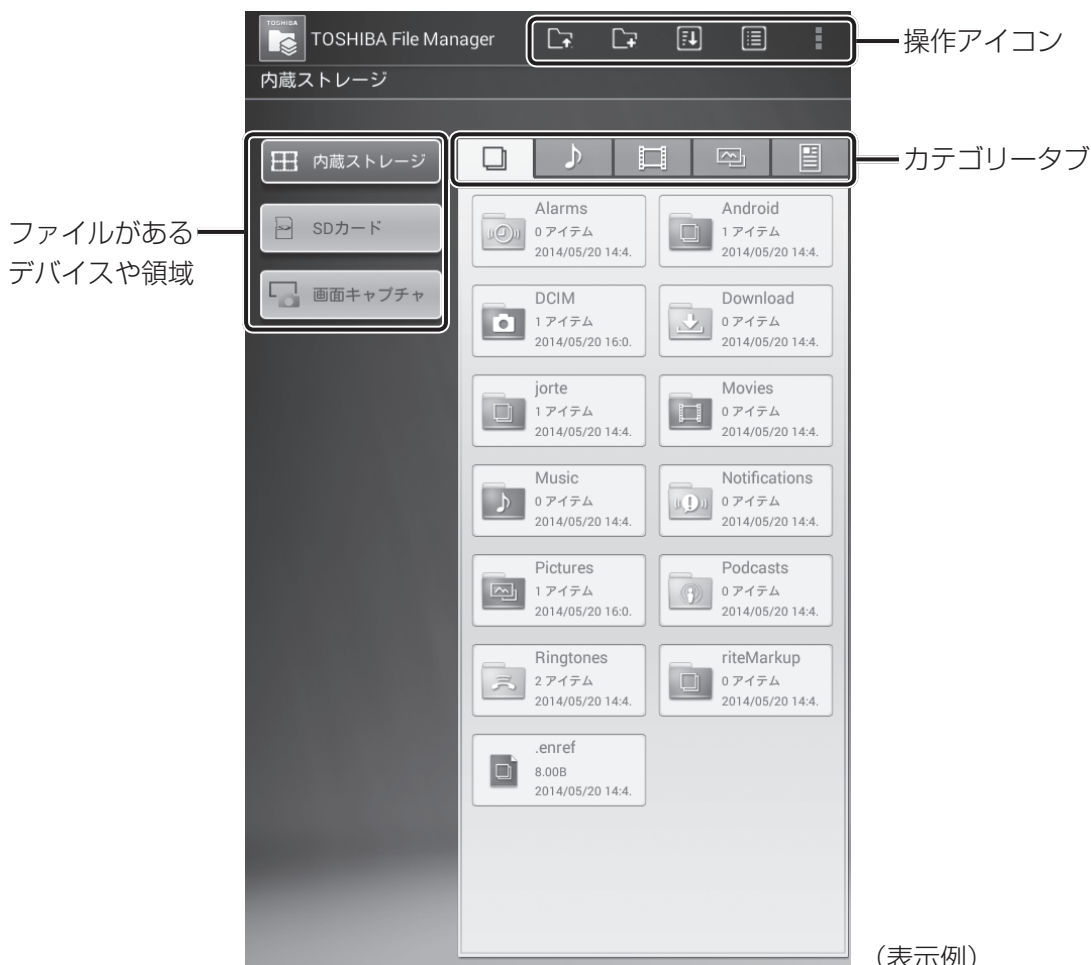 TOSHIBA
TOSHIBA File Manager
操作アイコン
内蔵ストレージ
内蔵ストレージ
SDカード
画面キャプチャ
ファイルがある
デバイスや領域
カテゴリータブ
Alarms
0 アイテム
2014/05/20 14:4.
Android
1 アイテム
2014/05/20 14:4.
DCIM
1 アイテム
2014/05/20 16:0.
Download
0 アイテム
2014/05/20 14:4.
jorte
1 アイテム
2014/05/20 14:4.
Movies
0 アイテム
2014/05/20 14:4.
Music
0 アイテム
2014/05/20 14:4.
Notifications
0 アイテム
2014/05/20 14:4.
Pictures
1 アイテム
2014/05/20 16:0.
Podcasts
0 アイテム
2014/05/20 14:4.
Ringtones
2 アイテム
2014/05/20 14:4.
riteMarkup
0 アイテム
2014/05/20 14:4.
.enref
8.00B
2014/05/20 14:4.
（表示例）